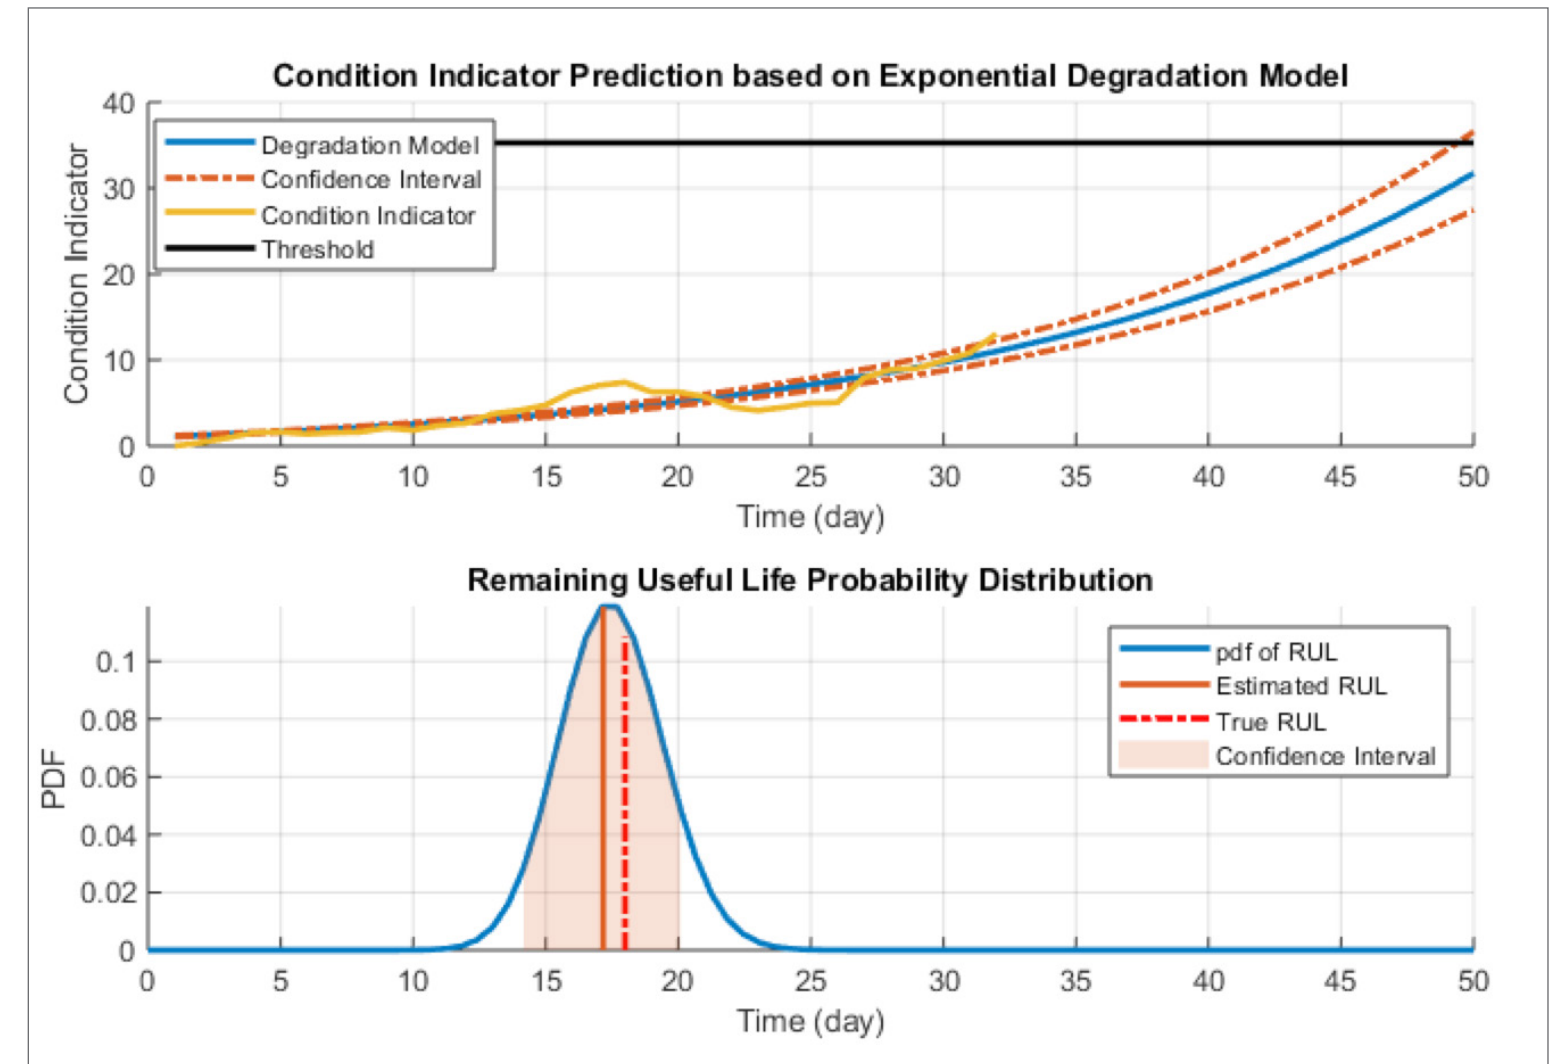 Condition Indicator Prediction based on Exponential Degradation Model
40
30
20
10
0
Condition Indicator
Degradation Model
Confidence Interval
Condition Indicator
Threshold
0 5 10 15 20 25 30 35 40 45 50
Time (day)
Remaining Useful Life Probability Distribution
0.1
0.08
0.06
0.04
0.02
0
PDF
pdf of RUL
Estimated RUL
True RUL
Confidence Interval
0 5 10 15 20 25 30 35 40 45 50
Time (day)